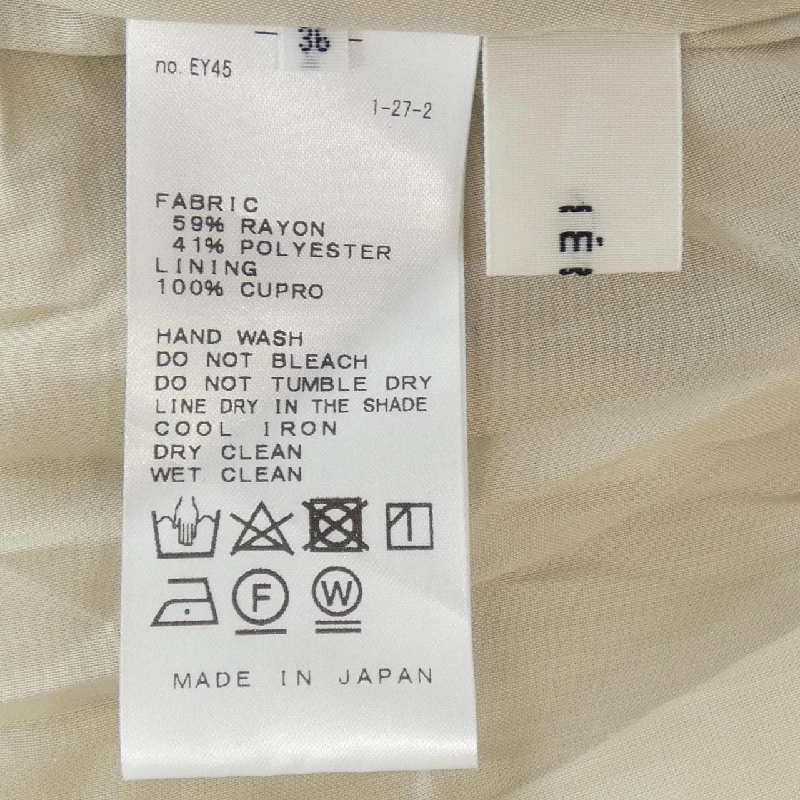 36
no. EY45
1-27-2
FABRIC
59% RAYON
41% POLYESTER
LINING
100% CUPRO
HAND WASH
DO NOT BLEACH
DO NOT TUMBLE DRY
LINE DRY IN THE SHADE
COOL IRON
DRY CLEAN
WET CLEAN
F W
MADE IN JAPAN